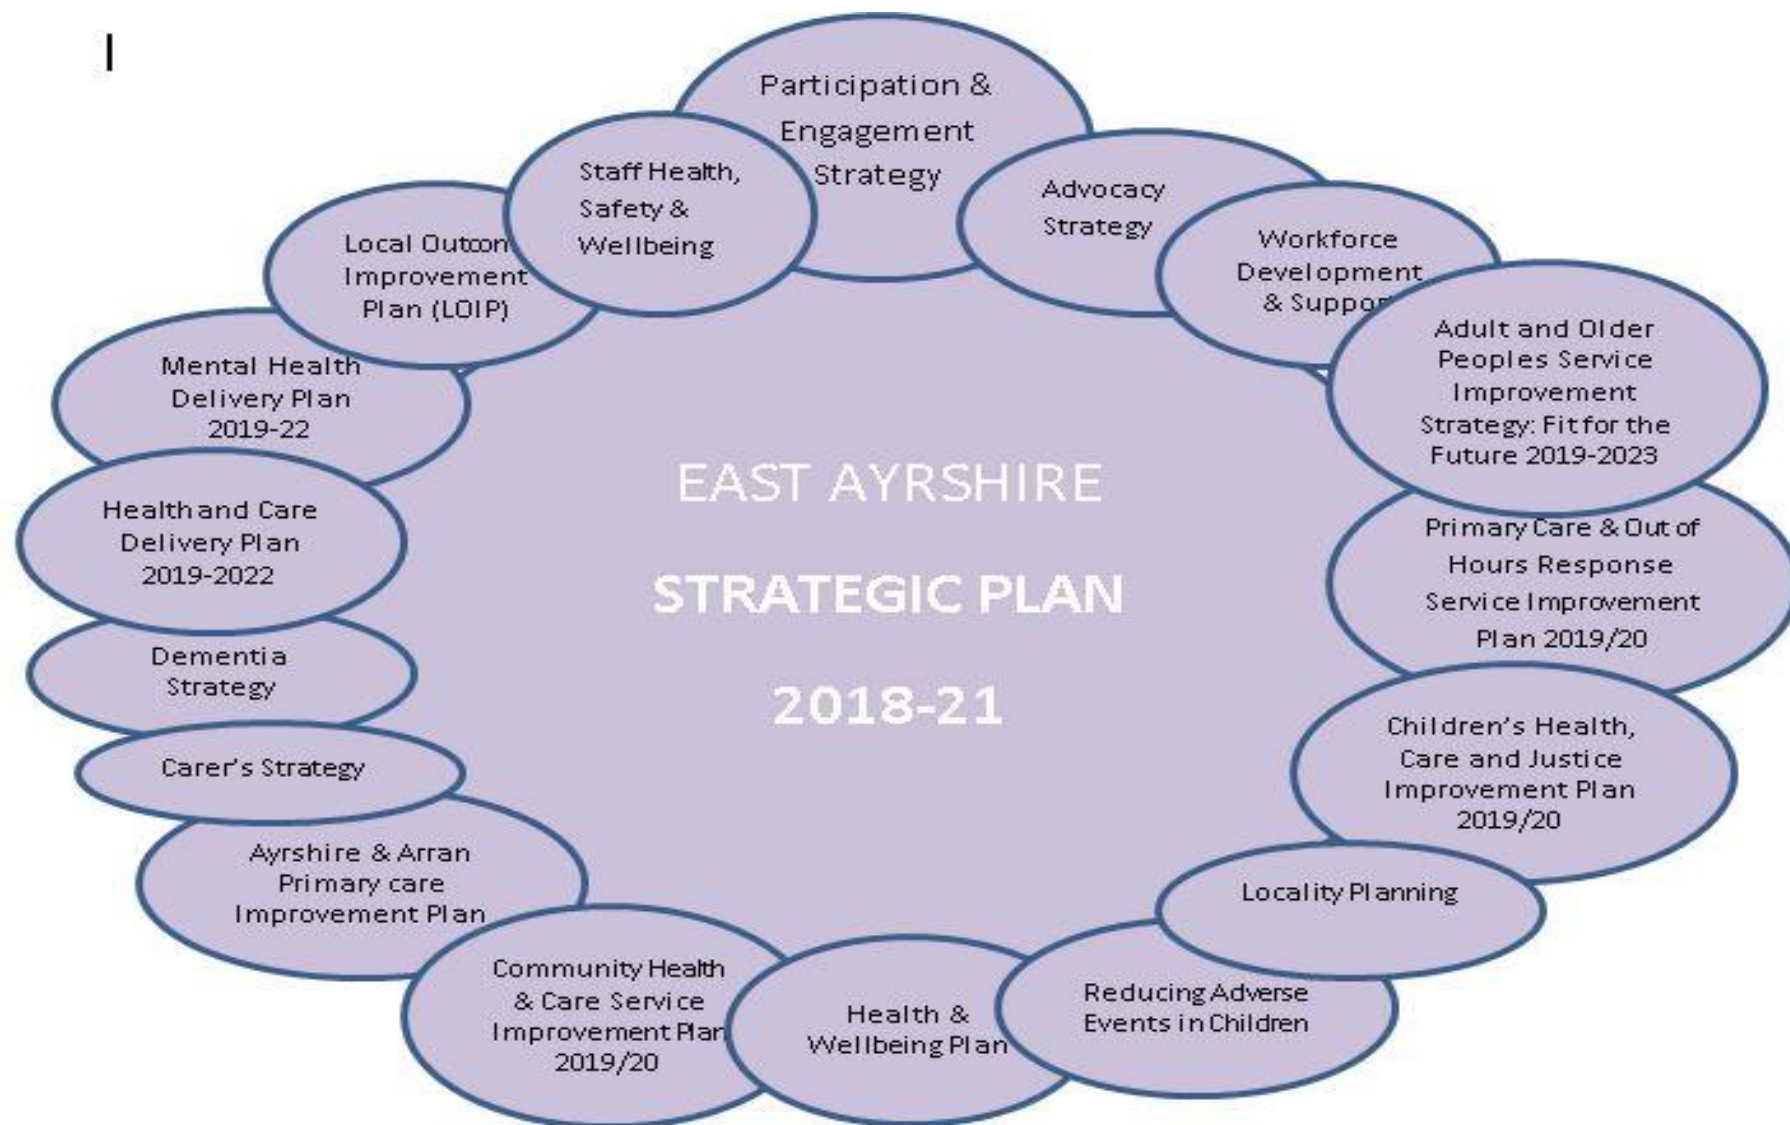 Participation &
Engagement
Strategy
Advocacy
Strategy
Workforce
Development
& Support
Adult and Older
Peoples Service
Improvement
Strategy: Fit for the
Future 2019-2023
Primary Care & Out of
Hours Response
Service Improvement
Plan 2019/20
Children's Health,
Care and Justice
Improvement Plan
2019/20
Locality Planning
Reducing Adverse
Events in Children
Health &
Wellbeing Plan
Community Health
& Care Service
Improvement Plan
2019/20
Ayrshire & Arran
Primary care
Improvement Plan
Carer's Strategy
Dementia
Strategy
Health and Care
Delivery Plan
2019-2022
Mental Health
Delivery Plan
2019-22
Local Outcom
Improvement
Plan (LOIP)
Staff Health,
Safety &
Wellbeing
EAST AYRSHIRE
STRATEGIC PLAN
2018-21